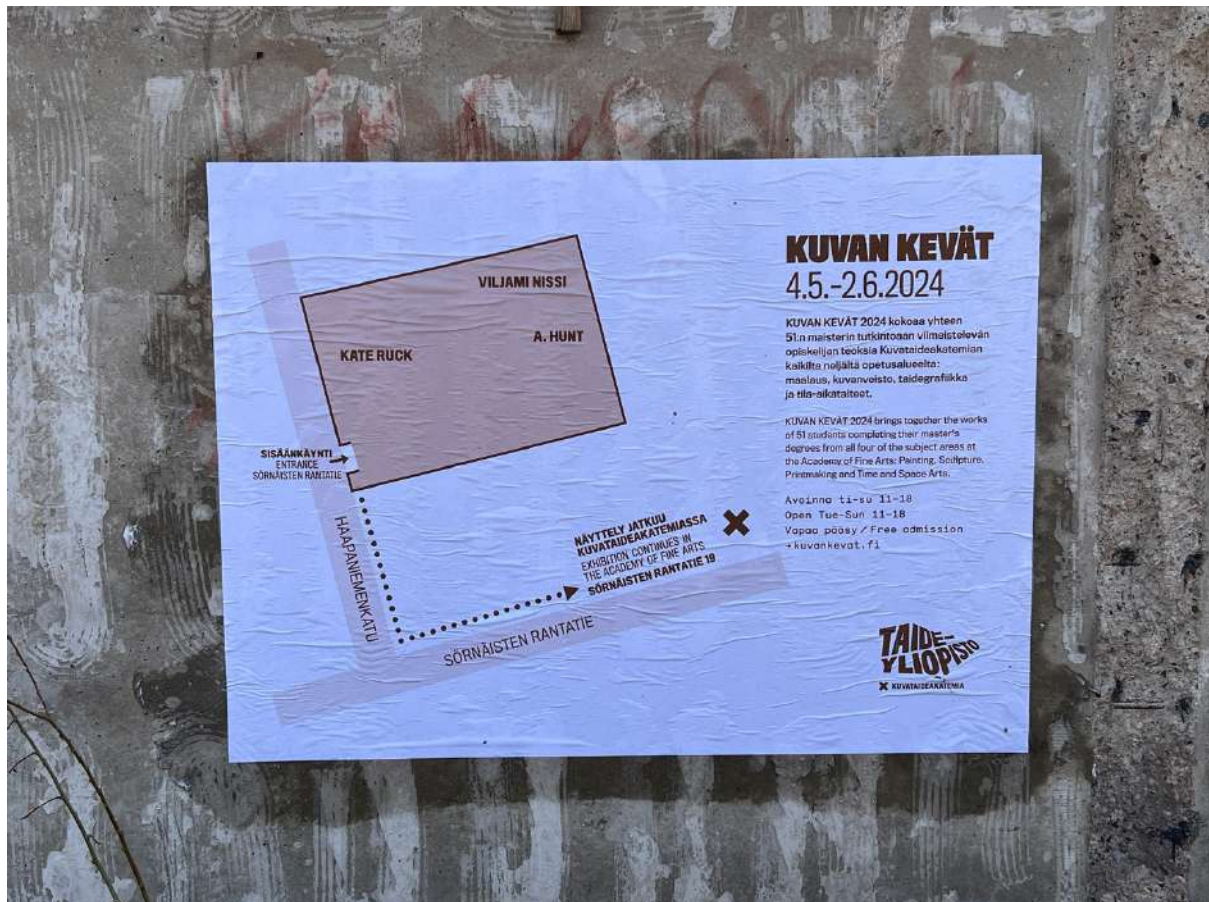 VILJAMI NISSI
A. HUNT
KATE RUCK
SISÄÄNKÄYNTI
ENTRANCE
SÖRNÄISTEN RANTATIE
HAAPANIEMENKATU
NÄYTTELY JATKUU
KUVATAIDEAKATEMIASSA
EXHIBITION CONTINUES IN
THE ACADEMY OF FINE ARTS
SÖRNÄISTEN RANTATIE 19
SÖRNÄISTEN RANTATIE
KUVAN KEVÄT
4.5.-2.6.2024
KUVAN KEVÄT 2024 kokoaa yhteen
51:n maisterin tutkintoaan viimeistelevän
opiskelijan teoksia Kuvataideakatemian
kaikilta neljältä opetusalueelta:
maalaus, kuvanveisto, taidegrafiikka
ja tila-aikataiteet.
KUVAN KEVÄT 2024 brings together the works
of 51 students completing their master's
degrees from all four of the subject areas at
the Academy of Fine Arts: Painting, Sculpture,
Printmaking and Time and Space Arts.
Avoinna ti-su 11-18
Open Tue-Sun 11-18
Vapaa pääsy / Free admission
→ kuvankevat.fi
TAIDE-
YLIOPISTO
X KUVATAIDEAKATEMIA